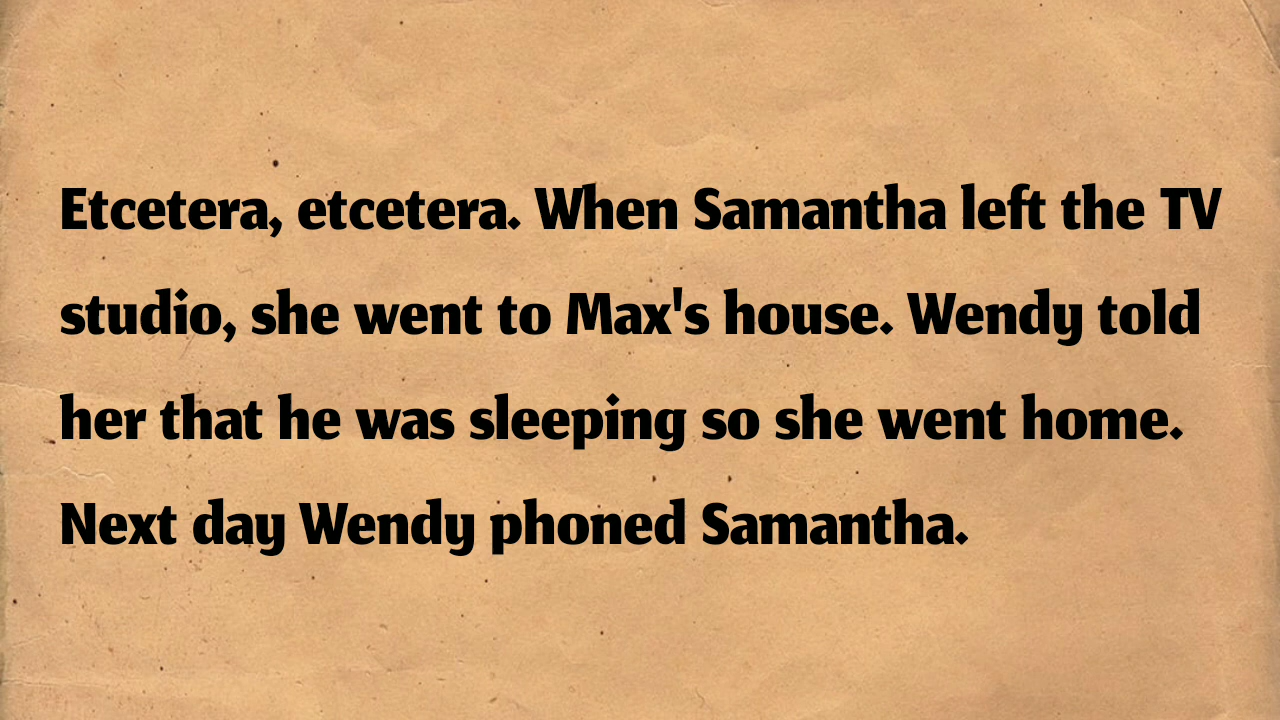 Etcetera, etcetera. When Samantha left the TV
studio, she went to Max's house. Wendy told
her that he was sleeping so she went home.
Next day Wendy phoned Samantha.